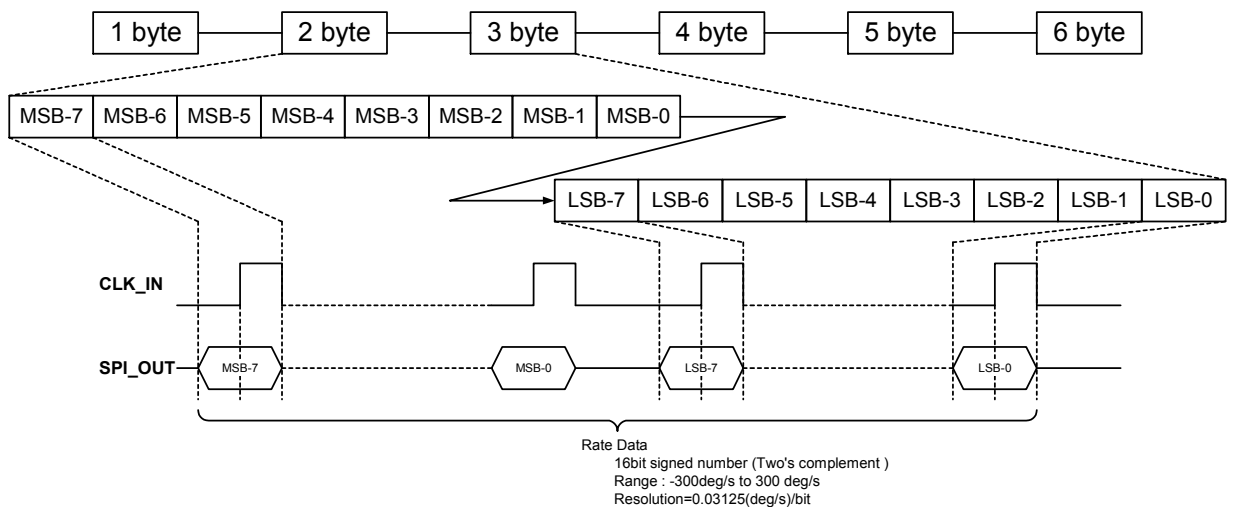 1 byte 2 byte 3 byte 4 byte 5 byte 6 byte
MSB-7 MSB-6 MSB-5 MSB-4 MSB-3 MSB-2 MSB-1 MSB-0
LSB-7 LSB-6 LSB-5 LSB-4 LSB-3 LSB-2 LSB-1 LSB-0
CLK_IN
SPI_OUT MSB-7 MSB-0 LSB-7 LSB-0
Rate Data
16bit signed number (Two's complement )
Range : -300deg/s to 300 deg/s
Resolution=0.03125(deg/s)/bit